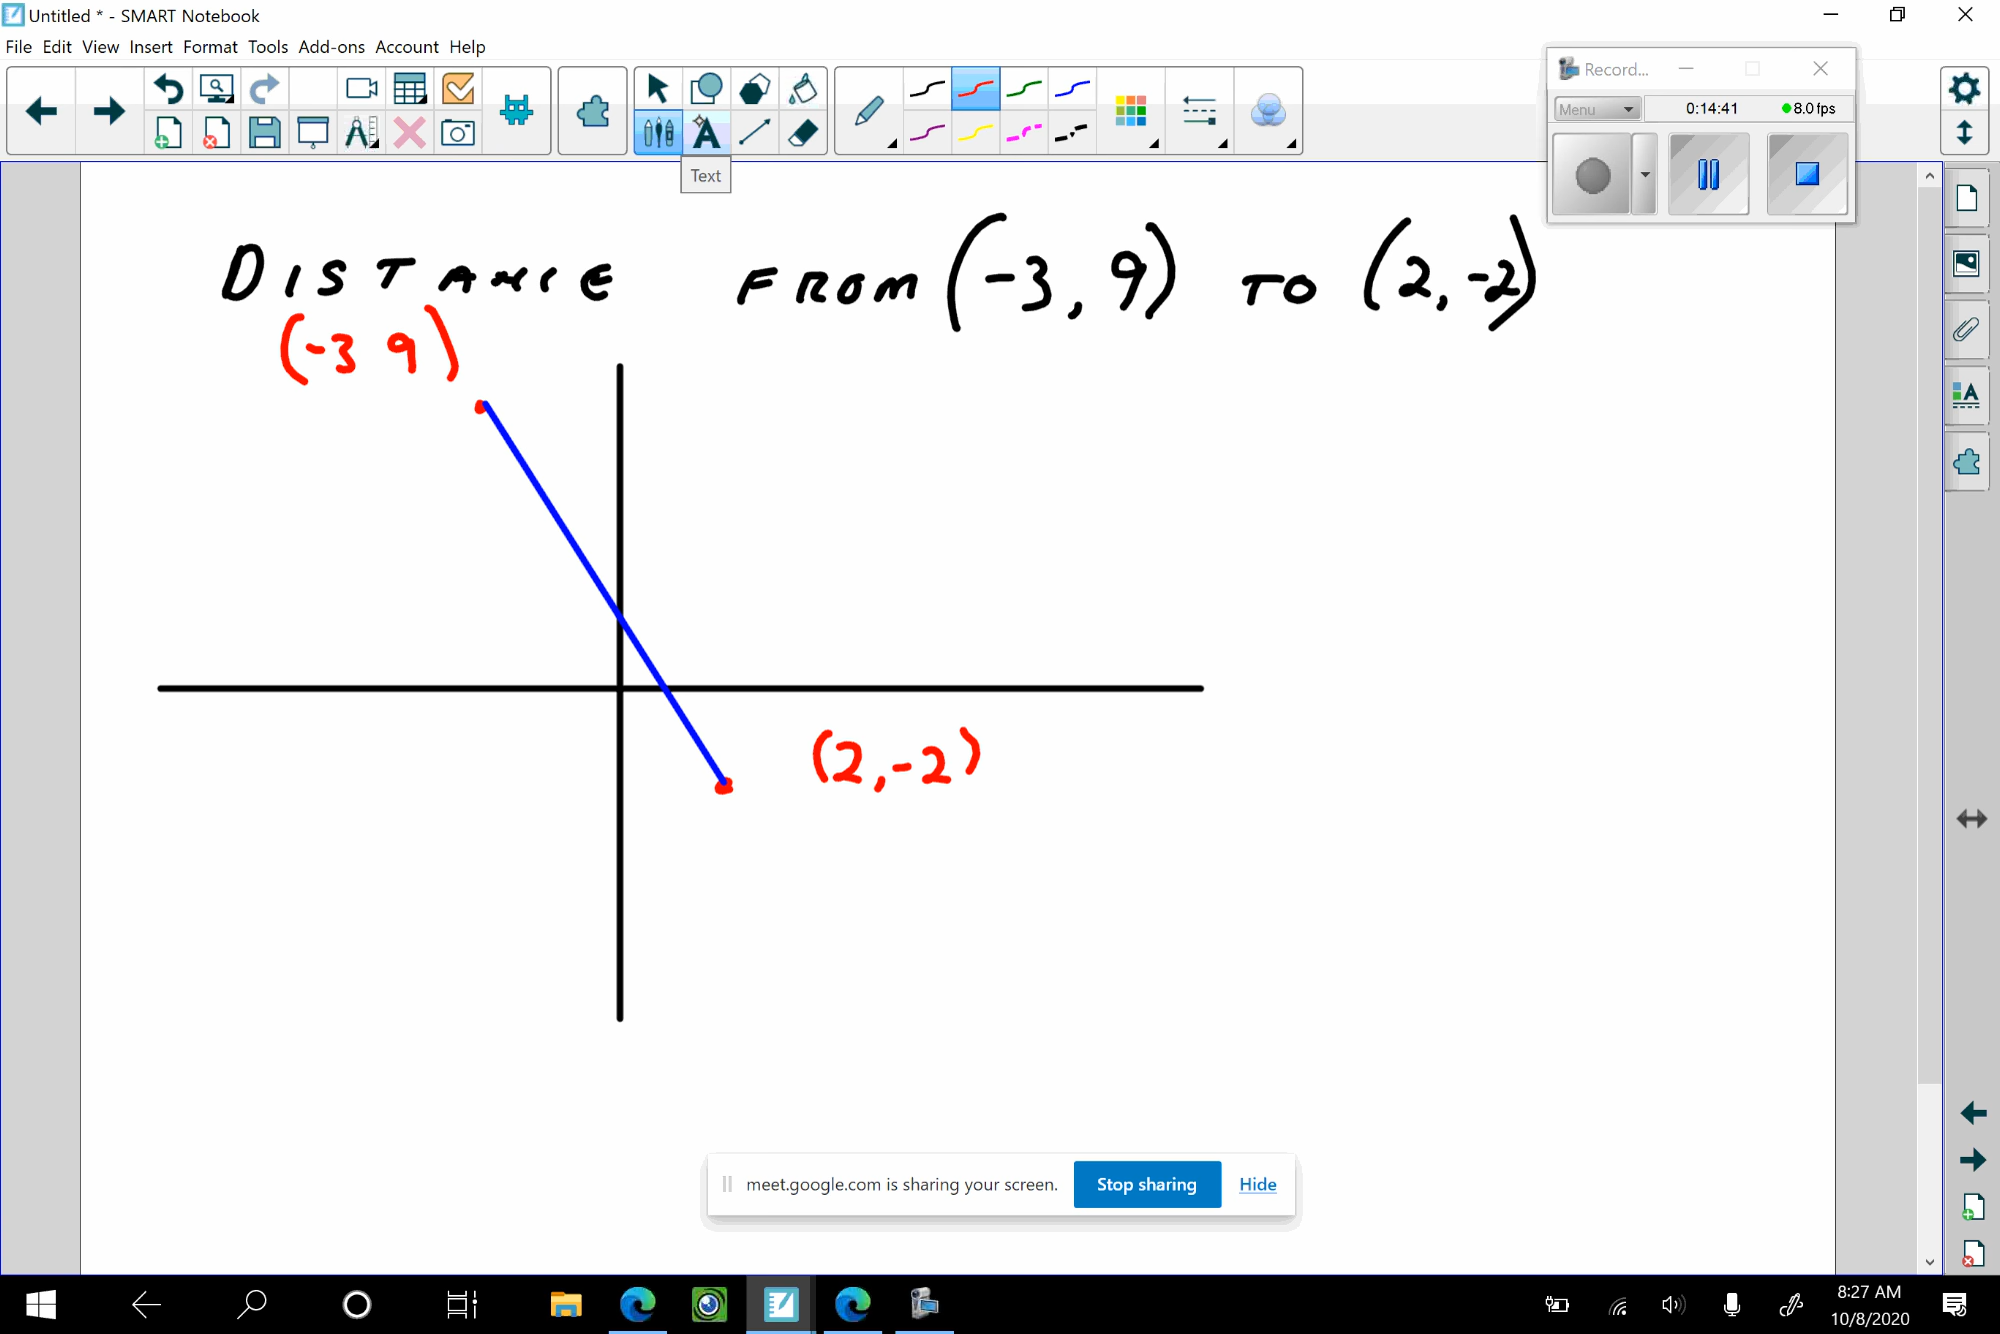 Untitled * - SMART Notebook
File Edit View Insert Format Tools Add-ons Account Help
Record...
Menu 0:14:41 8.0 fps
Text
DISTANCE FROM (-3, 9) TO (2, -2)
(-3 9)
(2, -2)
meet.google.com is sharing your screen. Stop sharing Hide
8:27 AM
10/8/2020